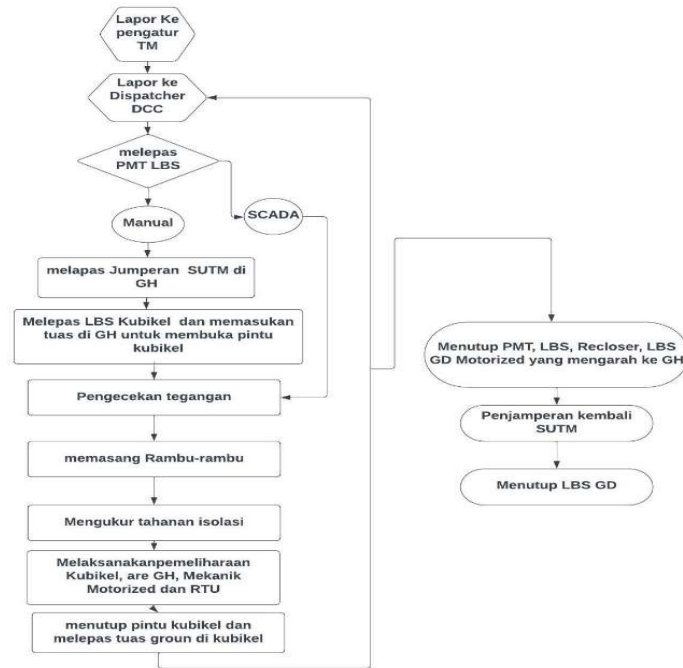 Lapor Ke
pengatur
TM
Lapor ke
Dispatcher
DCC
melepas
PMT LBS
SCADA
Manual
melapas Jumperan SUTM di
GH
Melepas LBS Kubikel dan memasukan
tuas di GH untuk membuka pintu
kubikel
Pengecekan tegangan
memasang Rambu-rambu
Mengukur tahanan isolasi
Melaksanakanpemeliharaan
Kubikel, are GH, Mekanik
Motorized dan RTU
menutup pintu kubikel dan
melepas tuas groun di kubikel
Menutup PMT, LBS, Recloser, LBS
GD Motorized yang mengarah ke GH
Penjamperan kembali
SUTM
Menutup LBS GD